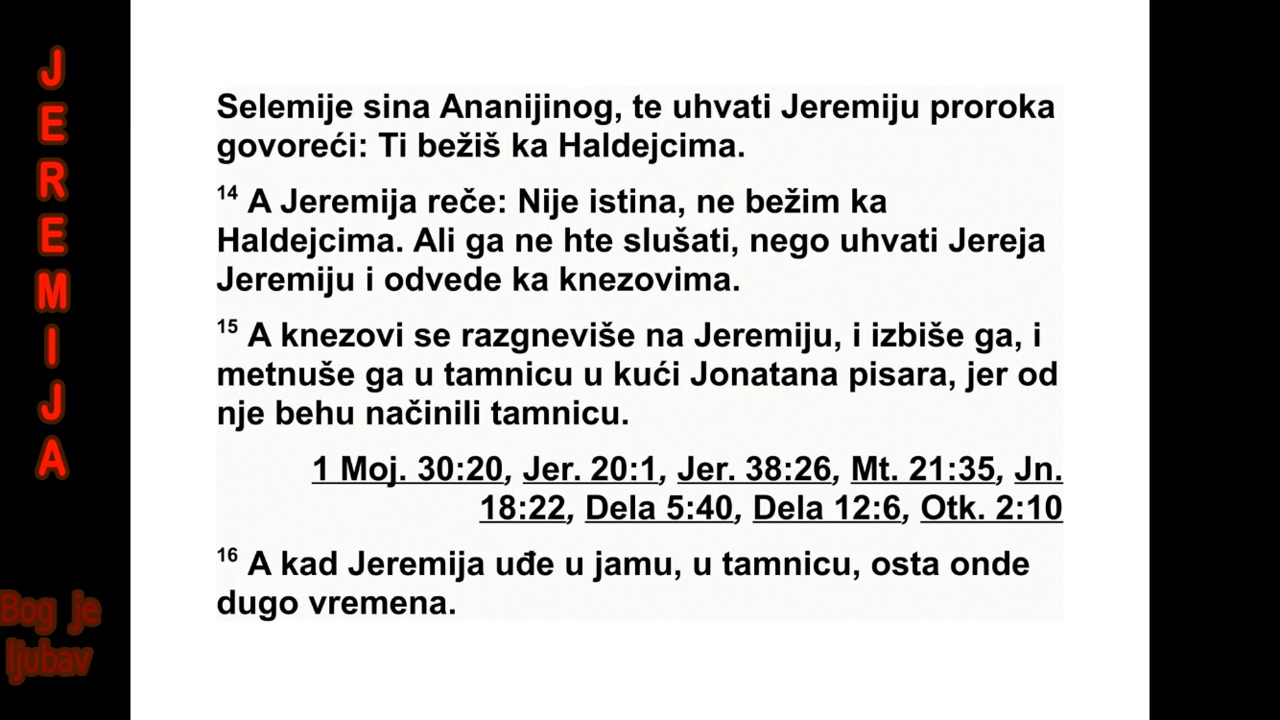 JEREMIJA
Bog je
ljubav
Selemije sina Ananijinog, te uhvati Jeremiju proroka
govoreći: Ti bežiš ka Haldejcima.
14 A Jeremija reče: Nije istina, ne bežim ka
Haldejcima. Ali ga ne hte slušati, nego uhvati Jereja
Jeremiju i odvede ka knezovima.
15 A knezovi se razgneviše na Jeremiju, i izbiše ga, i
metnuše ga u tamnicu u kući Jonatana pisara, jer od
nje behu načinili tamnicu.
1 Moj. 30:20, Jer. 20:1, Jer. 38:26, Mt. 21:35, Jn.
18:22, Dela 5:40, Dela 12:6, Otk. 2:10
16 A kad Jeremija uđe u jamu, u tamnicu, osta onde
dugo vremena.